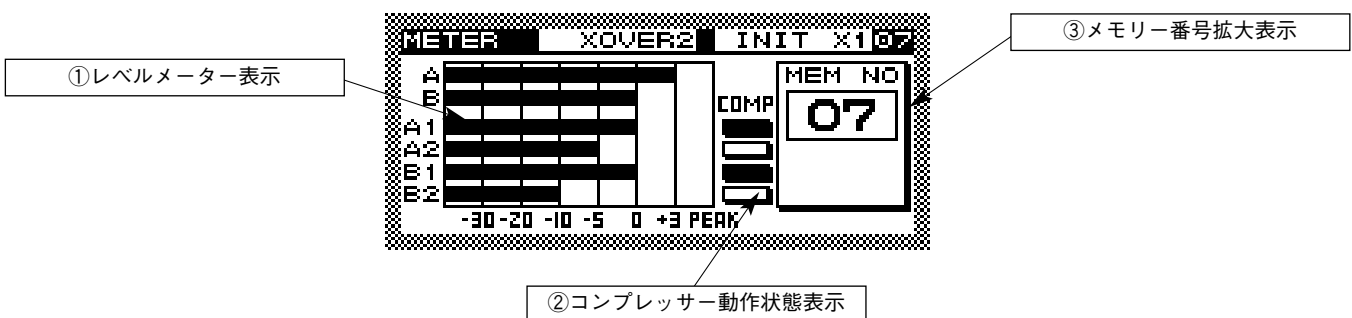 METER XOVER2 INIT X1 07
③メモリー番号拡大表示
①レベルメーター表示
A
B
A1
A2
B1
B2
COMP
MEM NO
07
-30 -20 -10 -5 0 +3 PEAK
②コンプレッサー動作状態表示